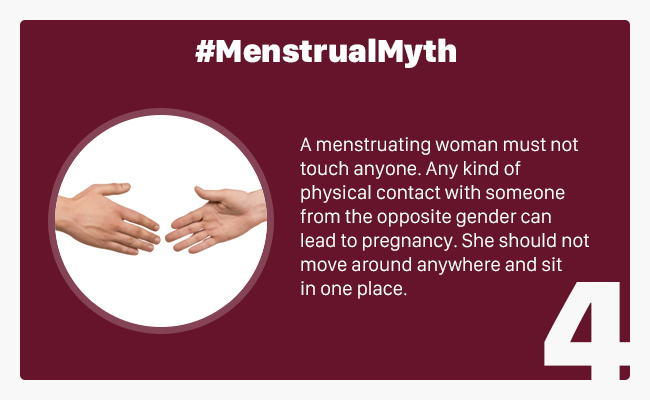 #MenstrualMyth
A menstruating woman must not
touch anyone. Any kind of
physical contact with someone
from the opposite gender can
lead to pregnancy. She should not
move around anywhere and sit
in one place.
4